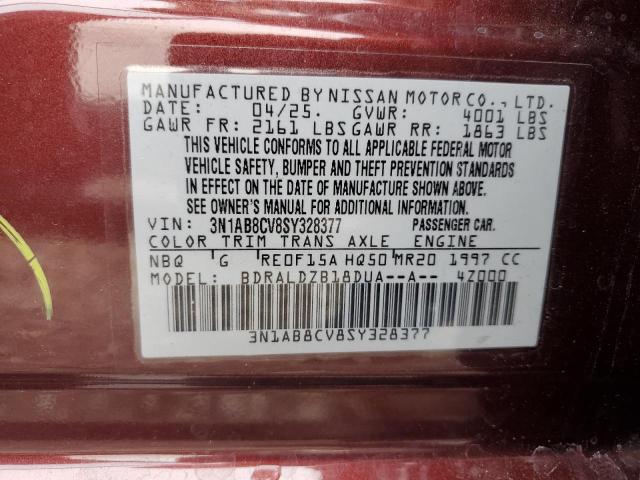 MANUFACTURED BY NISSAN MOTOR CO., LTD.
DATE: 04/25. GVWR: 4001 LBS
GAWR FR: 2161 LBS GAWR RR: 1863 LBS
THIS VEHICLE CONFORMS TO ALL APPLICABLE FEDERAL MOTOR
VEHICLE SAFETY, BUMPER AND THEFT PREVENTION STANDARDS
IN EFFECT ON THE DATE OF MANUFACTURE SHOWN ABOVE.
SEE OWNER'S MANUAL FOR ADDITIONAL INFORMATION.
VIN: 3N1AB8CV8SY328377 PASSENGER CAR.
COLOR TRIM TRANS AXLE ENGINE
NBQ G RE0F15A HQ50 MR20 1997 CC
MODEL: BDRALDZB18DUA--A-- 4Z000
3N1AB8CV8SY328377